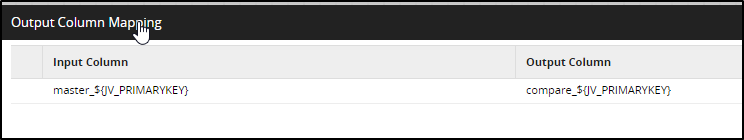 Output Column Mapping
Input Column Output Column
master_${JV_PRIMARYKEY} compare_${JV_PRIMARYKEY}